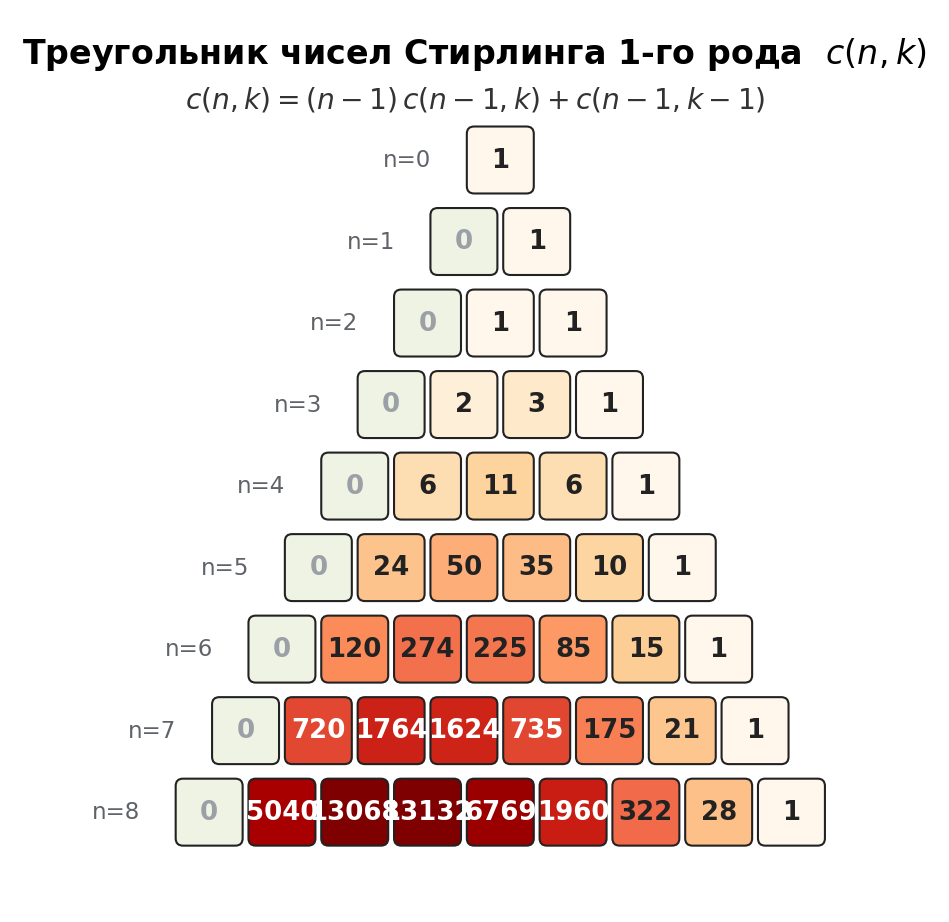 Треугольник чисел Стирлинга 1-го рода c(n, k)
c(n, k) = (n − 1) c(n − 1, k) + c(n − 1, k − 1)
n=0 1
n=1 0 1
n=2 0 1 1
n=3 0 2 3 1
n=4 0 6 11 6 1
n=5 0 24 50 35 10 1
n=6 0 120 274 225 85 15 1
n=7 0 720 1764 1624 735 175 21 1
n=8 0 5040 13068 13132 6769 1960 322 28 1